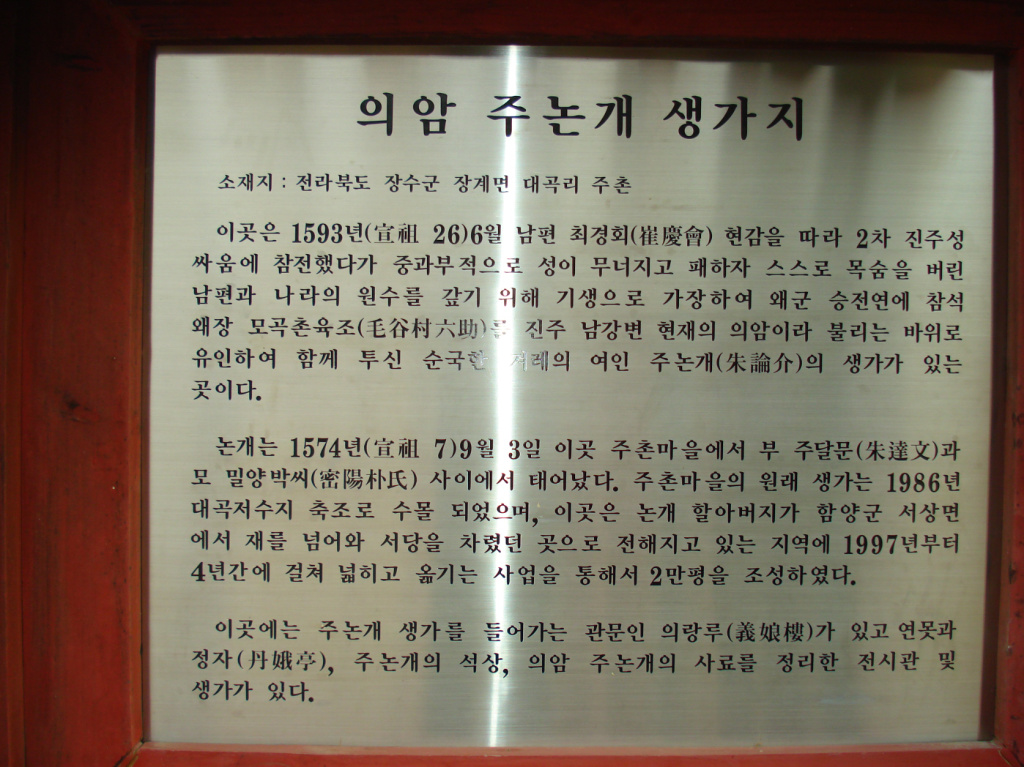 의암 주논개 생가지
소재지 : 전라북도 장수군 장계면 대곡리 주촌
이곳은 1593년(宣祖 26)6월 남편 최경회(崔慶會) 현감을 따라 2차 진주성
싸움에 참전했다가 중과부적으로 성이 무너지고 패하자 스스로 목숨을 버린
남편과 나라의 원수를 갚기 위해 기생으로 가장하여 왜군 승전연에 참석
왜장 모곡촌육조(毛谷村六助)를 진주 남강변 현재의 의암이라 불리는 바위로
유인하여 함께 투신 순국한 겨레의 여인 주논개(朱論介)의 생가가 있는
곳이다.
논개는 1574년(宣祖 7)9월 3일 이곳 주촌마을에서 부 주달문(朱達文)과
모 밀양박씨(密陽朴氏) 사이에서 태어났다. 주촌마을의 원래 생가는 1986년
대곡저수지 축조로 수몰 되었으며, 이곳은 논개 할아버지가 함양군 서상면
에서 재를 넘어와 서당을 차렸던 곳으로 전해지고 있는 지역에 1997년부터
4년간에 걸쳐 넓히고 옮기는 사업을 통해서 2만평을 조성하였다.
이곳에는 주논개 생가를 들어가는 관문인 의랑루(義娘樓)가 있고 연못과
정자(丹娥亭), 주논개의 석상, 의암 주논개의 사료를 정리한 전시관 및
생가가 있다.